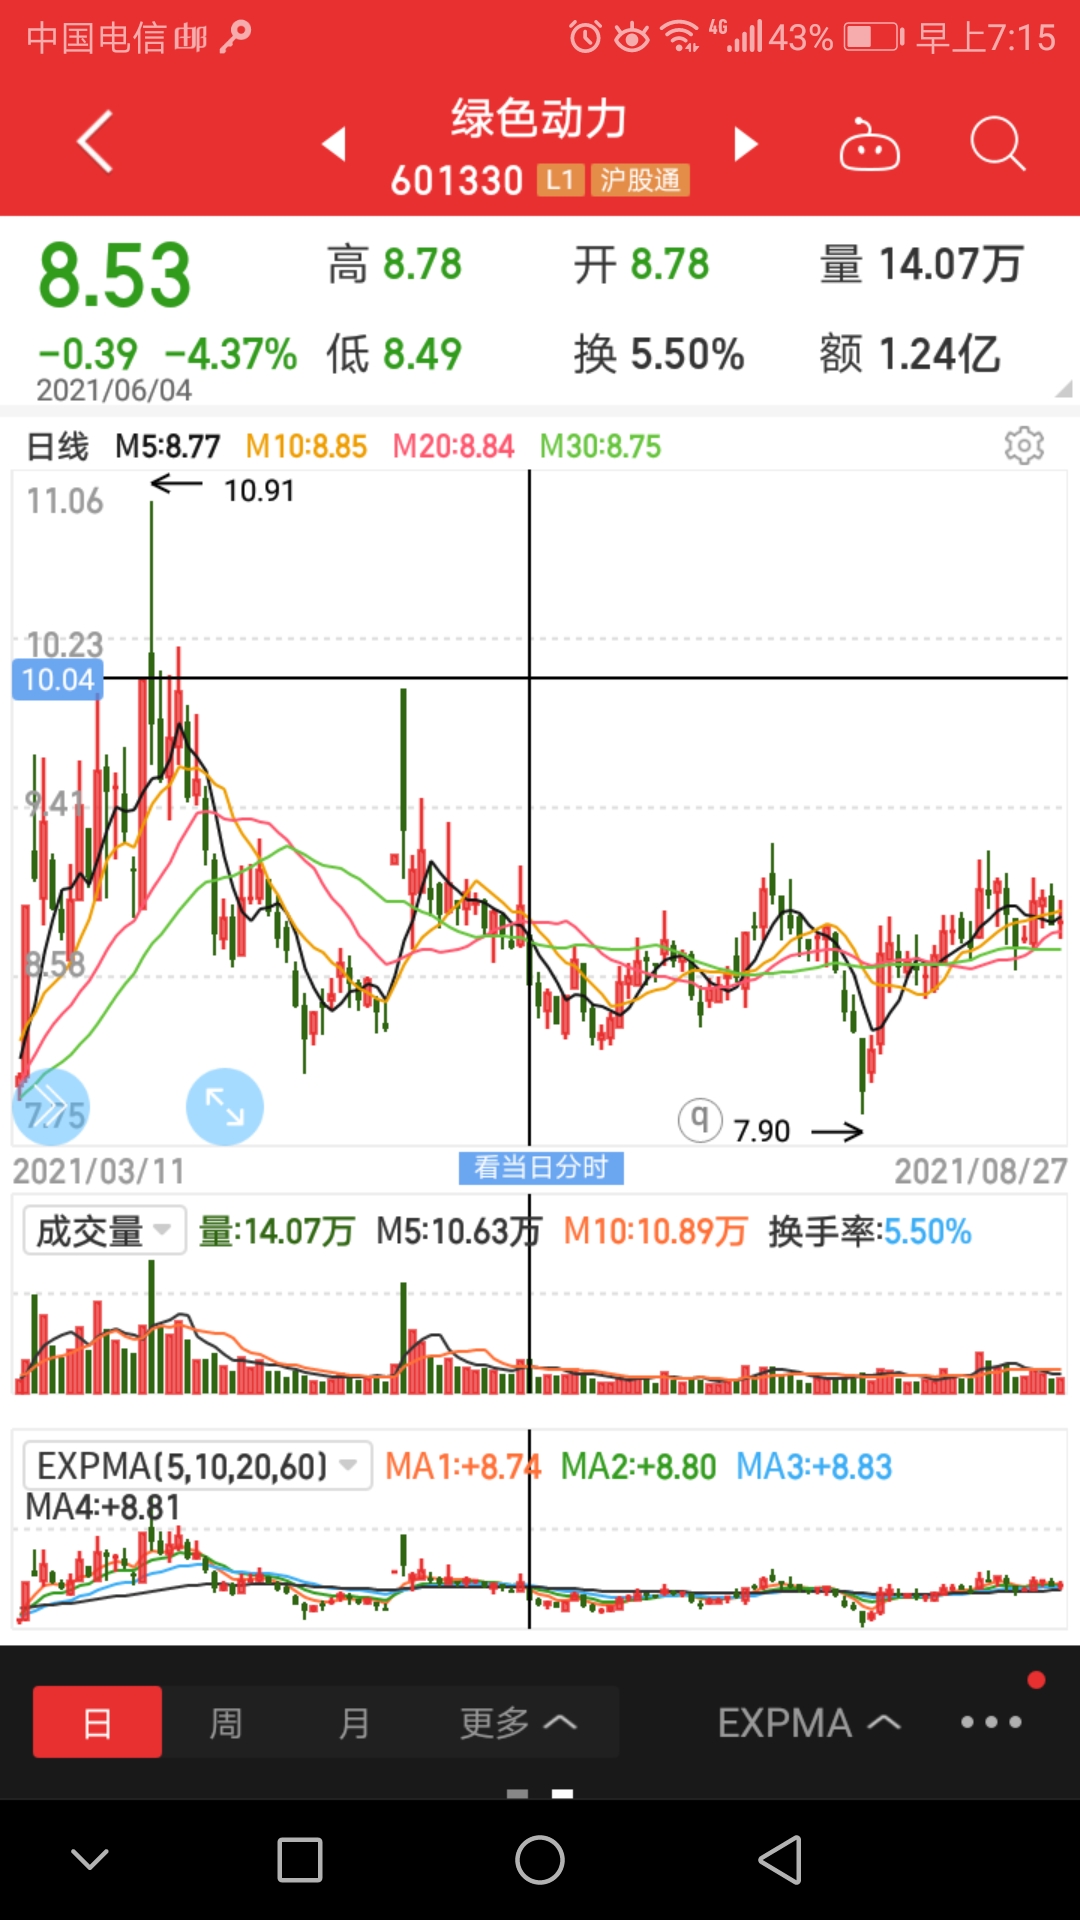 中国电信 邮 4G 43% 早上7:15
绿色动力
601330 L1 沪股通
8.53 高 8.78 开 8.78 量 14.07万
-0.39 -4.37% 低 8.49 换 5.50% 额 1.24亿
2021/06/04
日线 M5:8.77 M10:8.85 M20:8.84 M30:8.75
11.06
10.91
10.23
10.04
9.41
8.58
7.75
q 7.90
2021/03/11 看当日分时 2021/08/27
成交量 量:14.07万 M5:10.63万 M10:10.89万 换手率:5.50%
EXPMA(5,10,20,60) MA1:+8.74 MA2:+8.80 MA3:+8.83
MA4:+8.81
日 周 月 更多 EXPMA